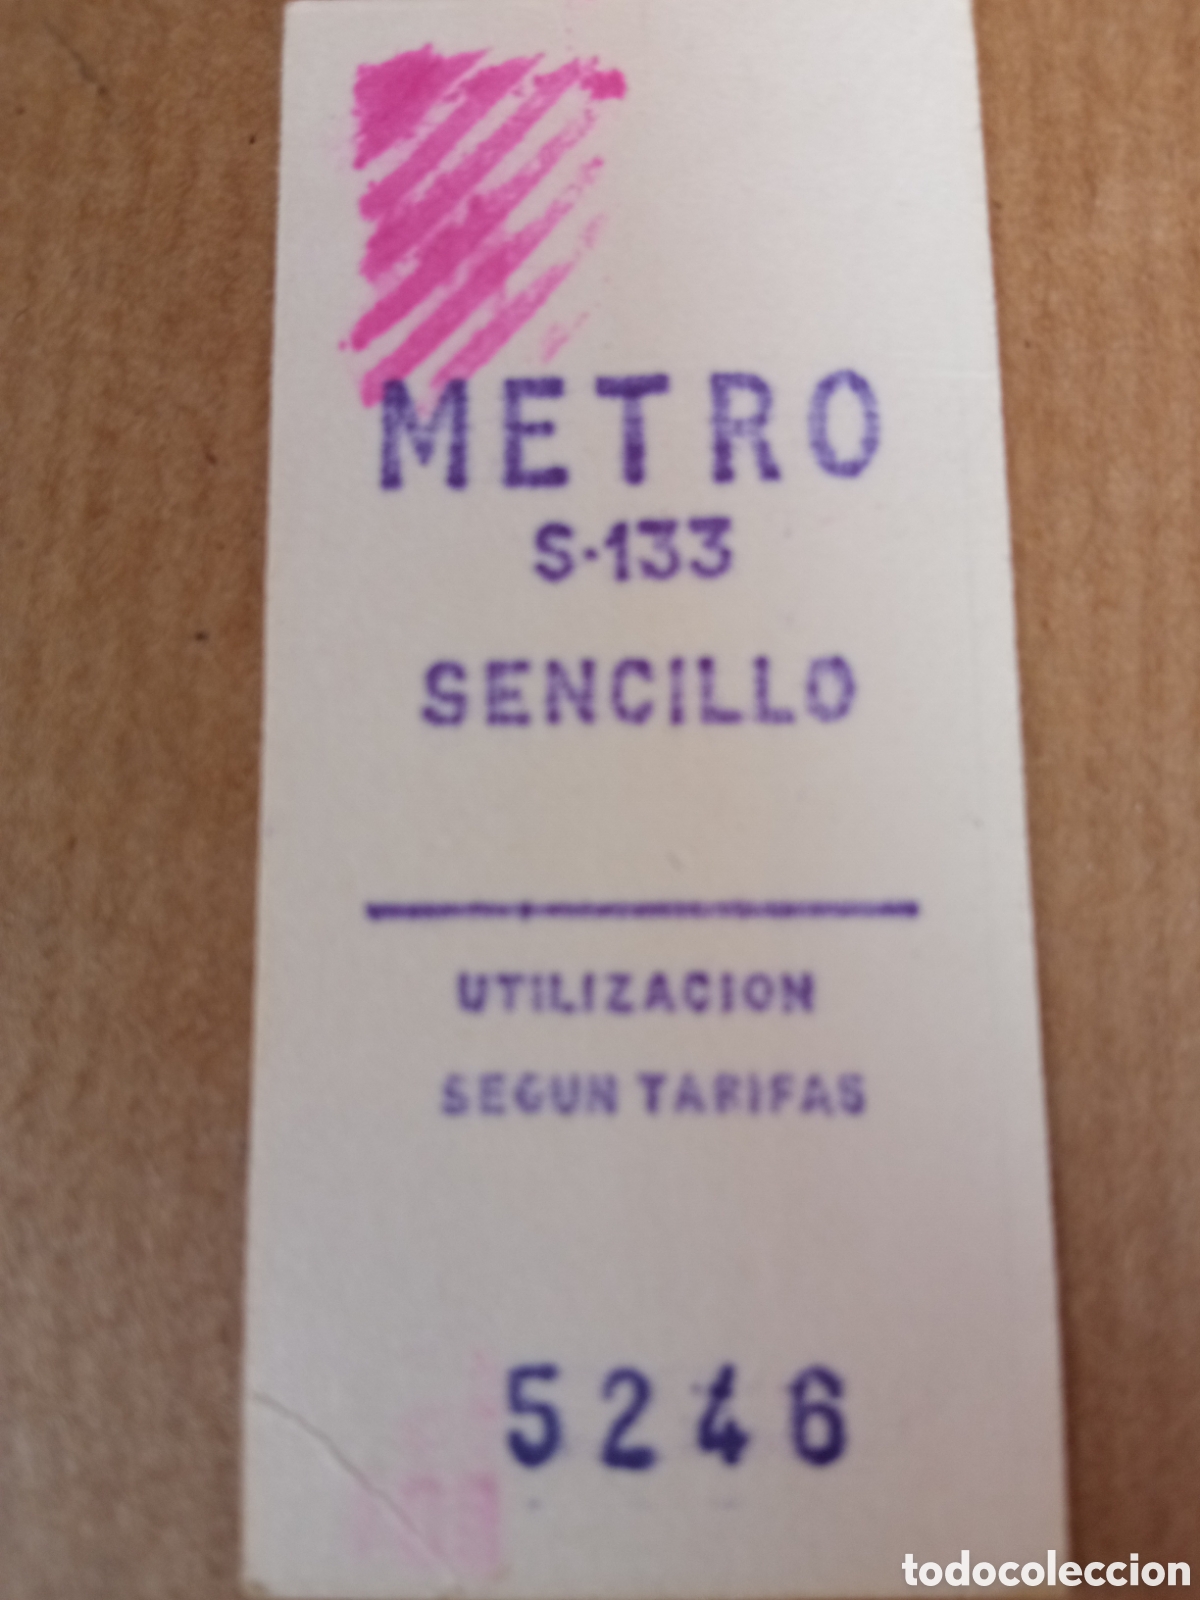 METRO
S·133
SENCILLO
UTILIZACION
SEGUN TARIFAS
5246
todocoleccion